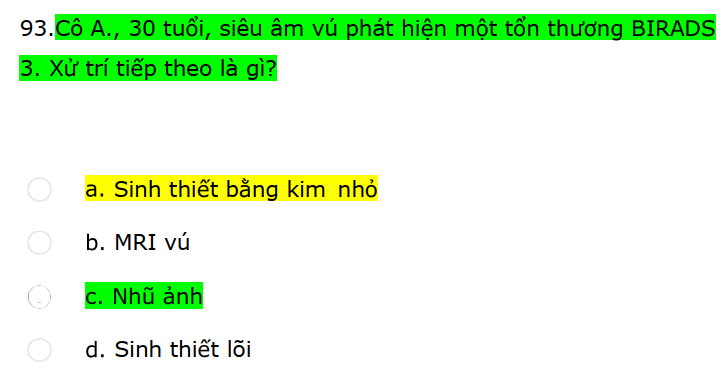 93.Cô A., 30 tuổi, siêu âm vú phát hiện một tổn thương BIRADS
3. Xử trí tiếp theo là gì?
a. Sinh thiết bằng kim nhỏ
b. MRI vú
c. Nhũ ảnh
d. Sinh thiết lõi